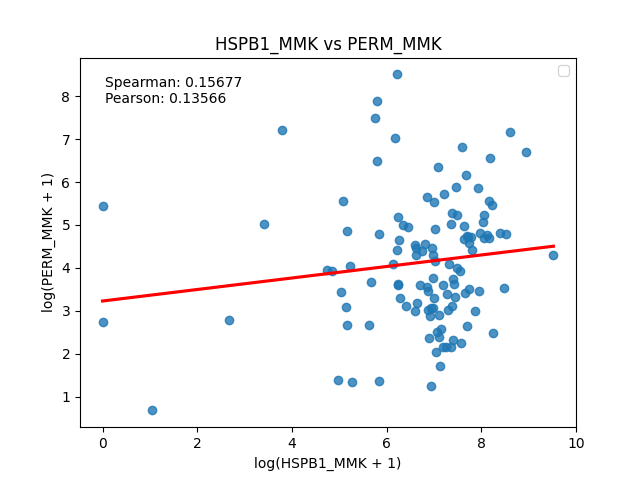 HSPB1_MMK vs PERM_MMK
Spearman: 0.15677
Pearson: 0.13566
8
7
6
5
4
3
2
1
log(PERM_MMK + 1)
0 2 4 6 8 10
log(HSPB1_MMK + 1)